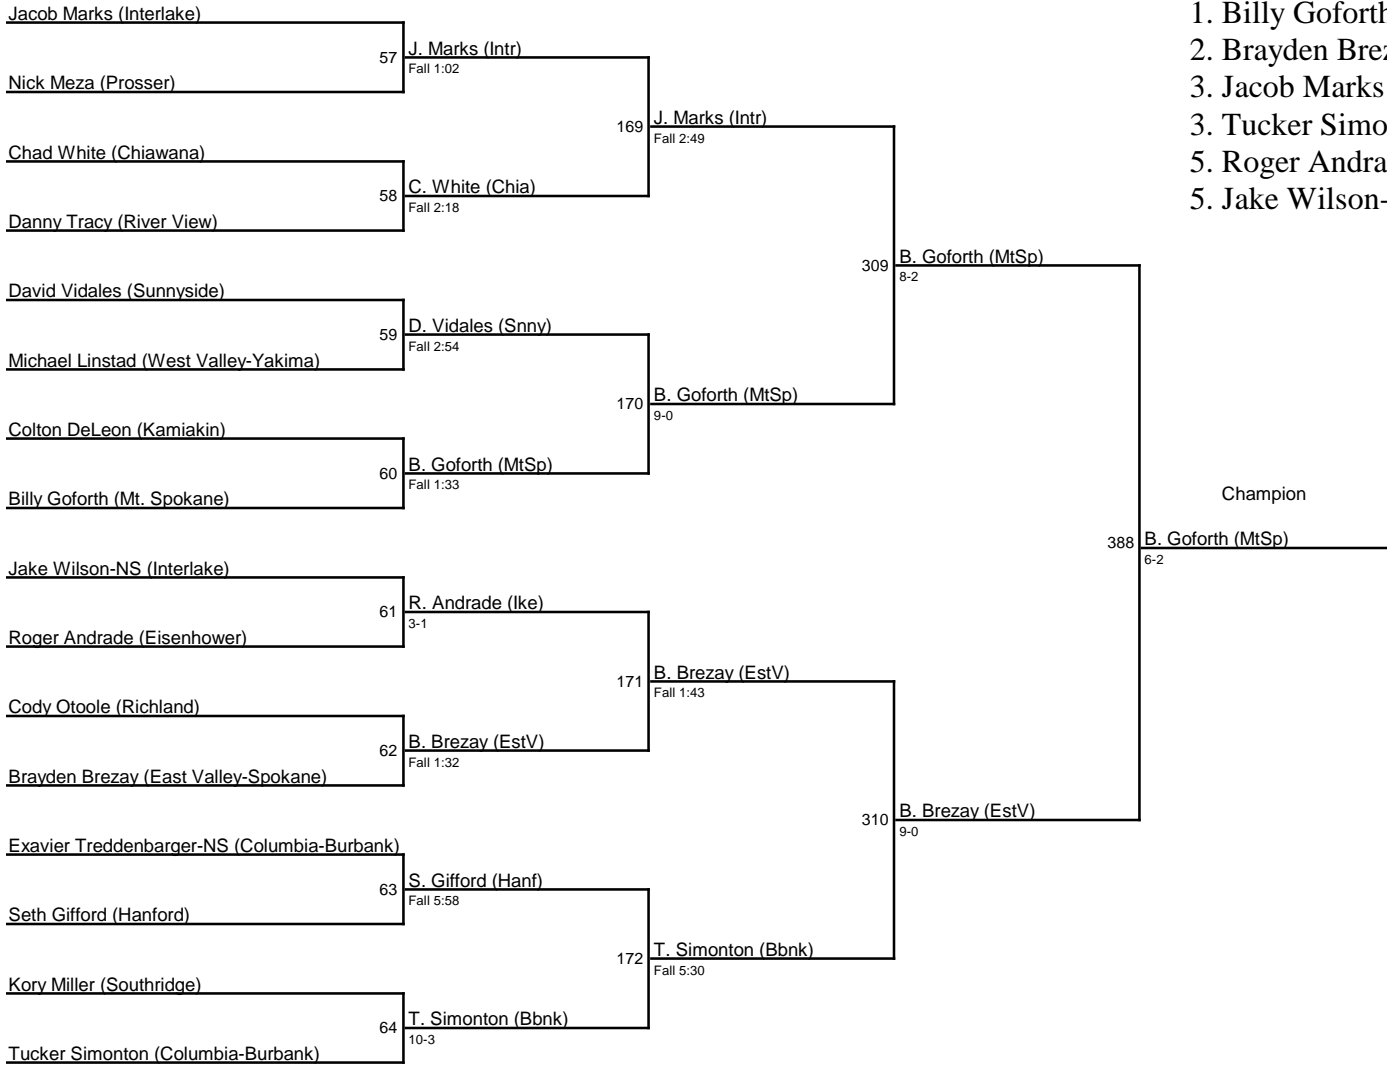 Jacob Marks (Interlake)
57 J. Marks (Intr)
Fall 1:02
Nick Meza (Prosser)
169 J. Marks (Intr)
Fall 2:49
Chad White (Chiawana)
58 C. White (Chia)
Fall 2:18
Danny Tracy (River View)
309 B. Goforth (MtSp)
8-2
David Vidales (Sunnyside)
59 D. Vidales (Snny)
Fall 2:54
Michael Linstad (West Valley-Yakima)
170 B. Goforth (MtSp)
9-0
Colton DeLeon (Kamiakin)
60 B. Goforth (MtSp)
Fall 1:33
Billy Goforth (Mt. Spokane)
Champion
388 B. Goforth (MtSp)
6-2
Jake Wilson-NS (Interlake)
61 R. Andrade (Ike)
3-1
Roger Andrade (Eisenhower)
171 B. Brezay (EstV)
Fall 1:43
Cody Otoole (Richland)
62 B. Brezay (EstV)
Fall 1:32
Brayden Brezay (East Valley-Spokane)
310 B. Brezay (EstV)
9-0
Exavier Treddenbarger-NS (Columbia-Burbank)
63 S. Gifford (Hanf)
Fall 5:58
Seth Gifford (Hanford)
172 T. Simonton (Bbnk)
Fall 5:30
Kory Miller (Southridge)
64 T. Simonton (Bbnk)
10-3
Tucker Simonton (Columbia-Burbank)
1. Billy Goforth
2. Brayden Brez
3. Jacob Marks
3. Tucker Simo
5. Roger Andra
5. Jake Wilson-